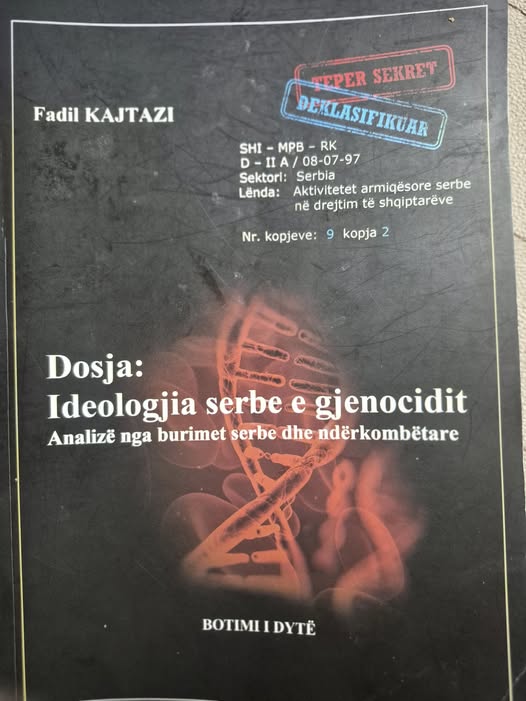 TEPER SEKRET
DEKLASIFIKUAR
Fadil KAJTAZI
SHI – MPB – RK
D – II A / 08-07-97
Sektori: Serbia
Lënda: Aktivitetet armiqësore serbe
në drejtim të shqiptarëve
Nr. kopjeve: 9 kopja 2
Dosja:
Ideologjia serbe e gjenocidit
Analizë nga burimet serbe dhe ndërkombëtare
BOTIMI I DYTË